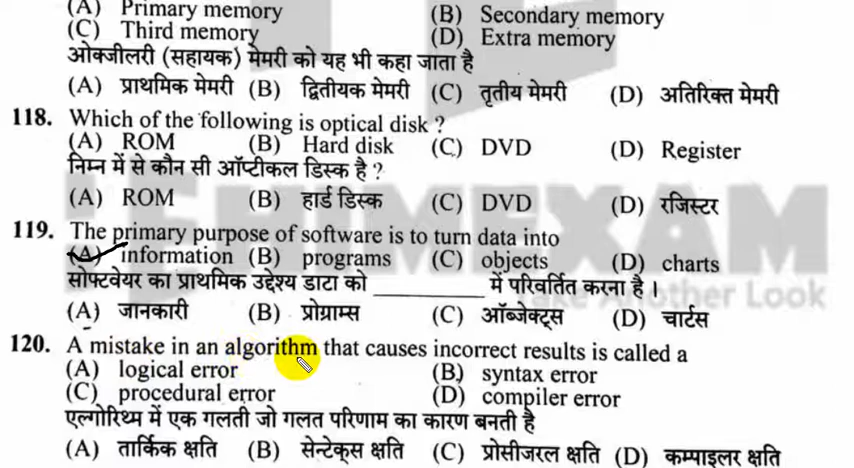 (A) Primary memory (B) Secondary memory
(C) Third memory (D) Extra memory
ओक्जीलरी (सहायक) मेमरी को यह भी कहा जाता है
(A) प्राथमिक मेमरी (B) द्वितीयक मेमरी (C) तृतीय मेमरी (D) अतिरिक्त मेमरी
118. Which of the following is optical disk ?
(A) ROM (B) Hard disk (C) DVD (D) Register
निम्न में से कौन सी ऑप्टीकल डिस्क है ?
(A) ROM (B) हार्ड डिस्क (C) DVD (D) रजिस्टर
119. The primary purpose of software is to turn data into
(A) information (B) programs (C) objects (D) charts
सोफ्टवेयर का प्राथमिक उद्देश्य डाटा को __________ में परिवर्तित करना है ।
(A) जानकारी (B) प्रोग्राम्स (C) ऑब्जेक्ट्स (D) चार्टस
120. A mistake in an algorithm that causes incorrect results is called a
(A) logical error (B) syntax error
(C) procedural error (D) compiler error
एल्गोरिथ्म में एक गलती जो गलत परिणाम का कारण बनती है
(A) तार्किक क्षति (B) सेन्टेक्स क्षति (C) प्रोसीजरल क्षति (D) कम्पाइलर क्षति
EHIMEXAM
Take Another Look